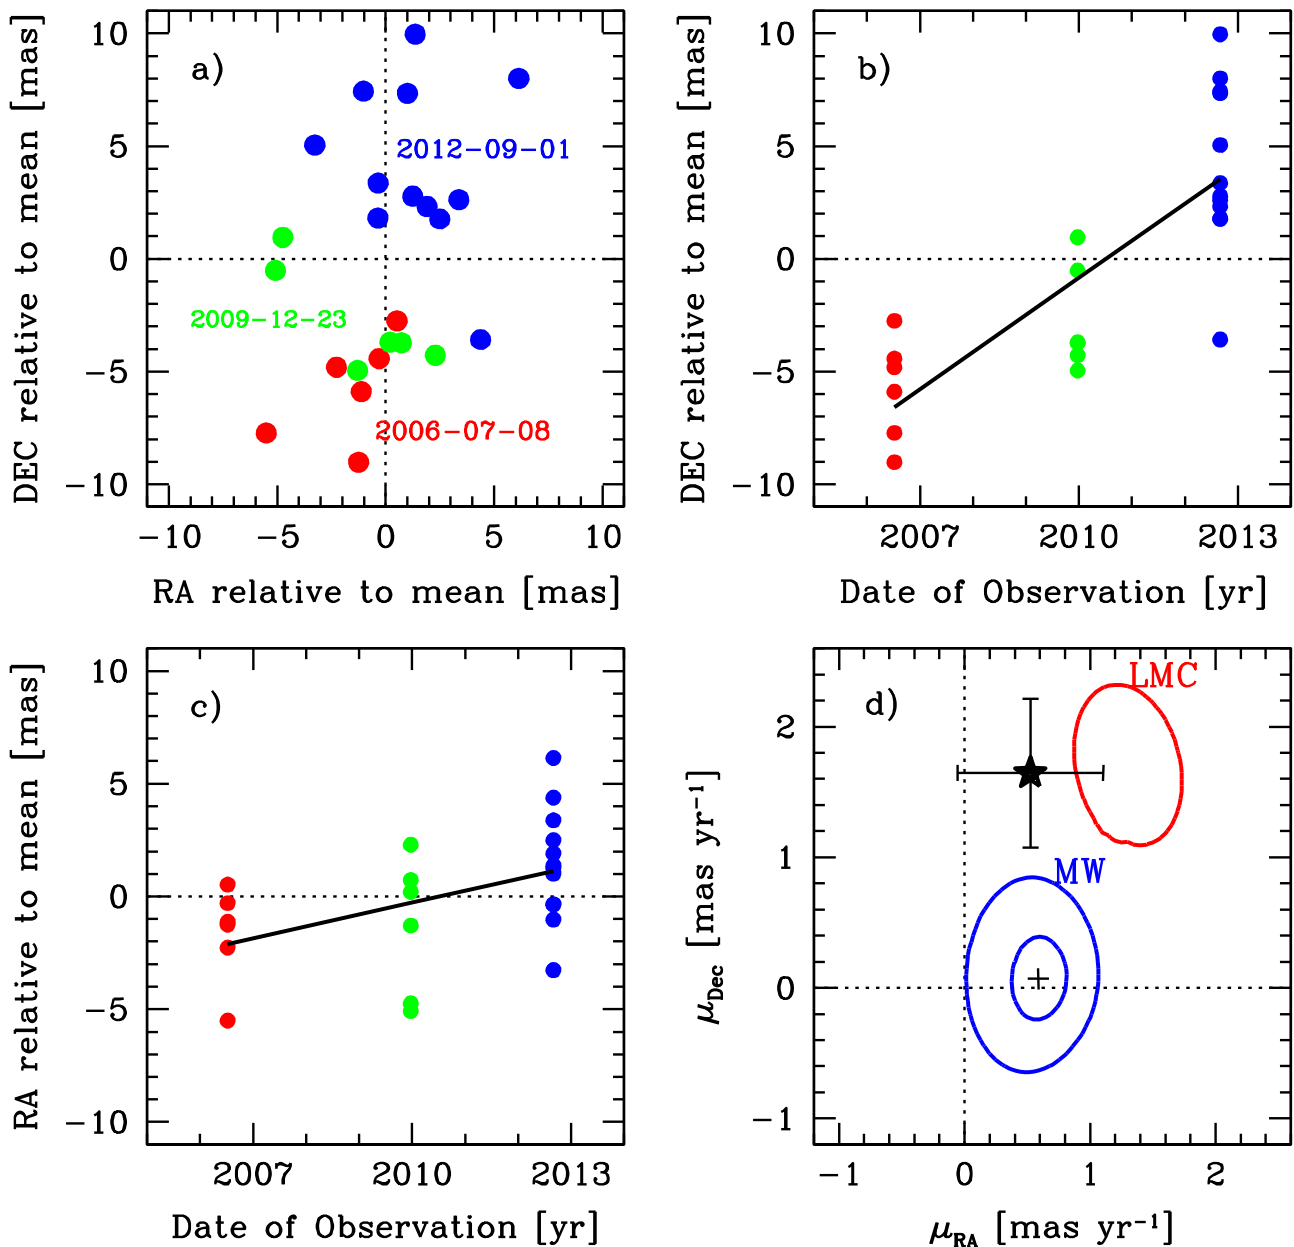 a)
10
5
0
−5
−10
DEC relative to mean [mas]
2012−09−01
2009−12−23
2006−07−08
−10
−5
0
5
10
RA relative to mean [mas]
b)
10
5
0
−5
−10
DEC relative to mean [mas]
2007
2010
2013
Date of Observation [yr]
c)
10
5
0
−5
−10
RA relative to mean [mas]
2007
2010
2013
Date of Observation [yr]
d)
LMC
MW
2
1
0
−1
μDec [mas yr−1]
−1
0
1
2
μRA [mas yr−1]